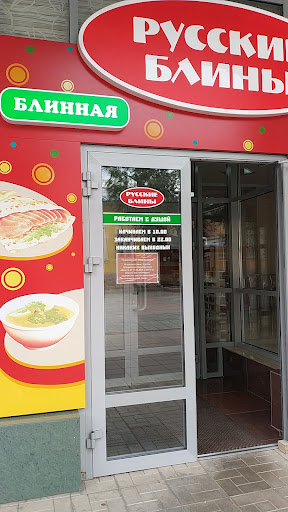 РУССКИЕ
БЛИНЫ
БЛИННАЯ
РУССКИЕ
БЛИНЫ
РАБОТАЕМ С ДУШОЙ
НАЧИНАЕМ В 10.00
ЗАКАНЧИВАЕМ В 22.00
НИКАКИХ ВЫХОДНЫХ